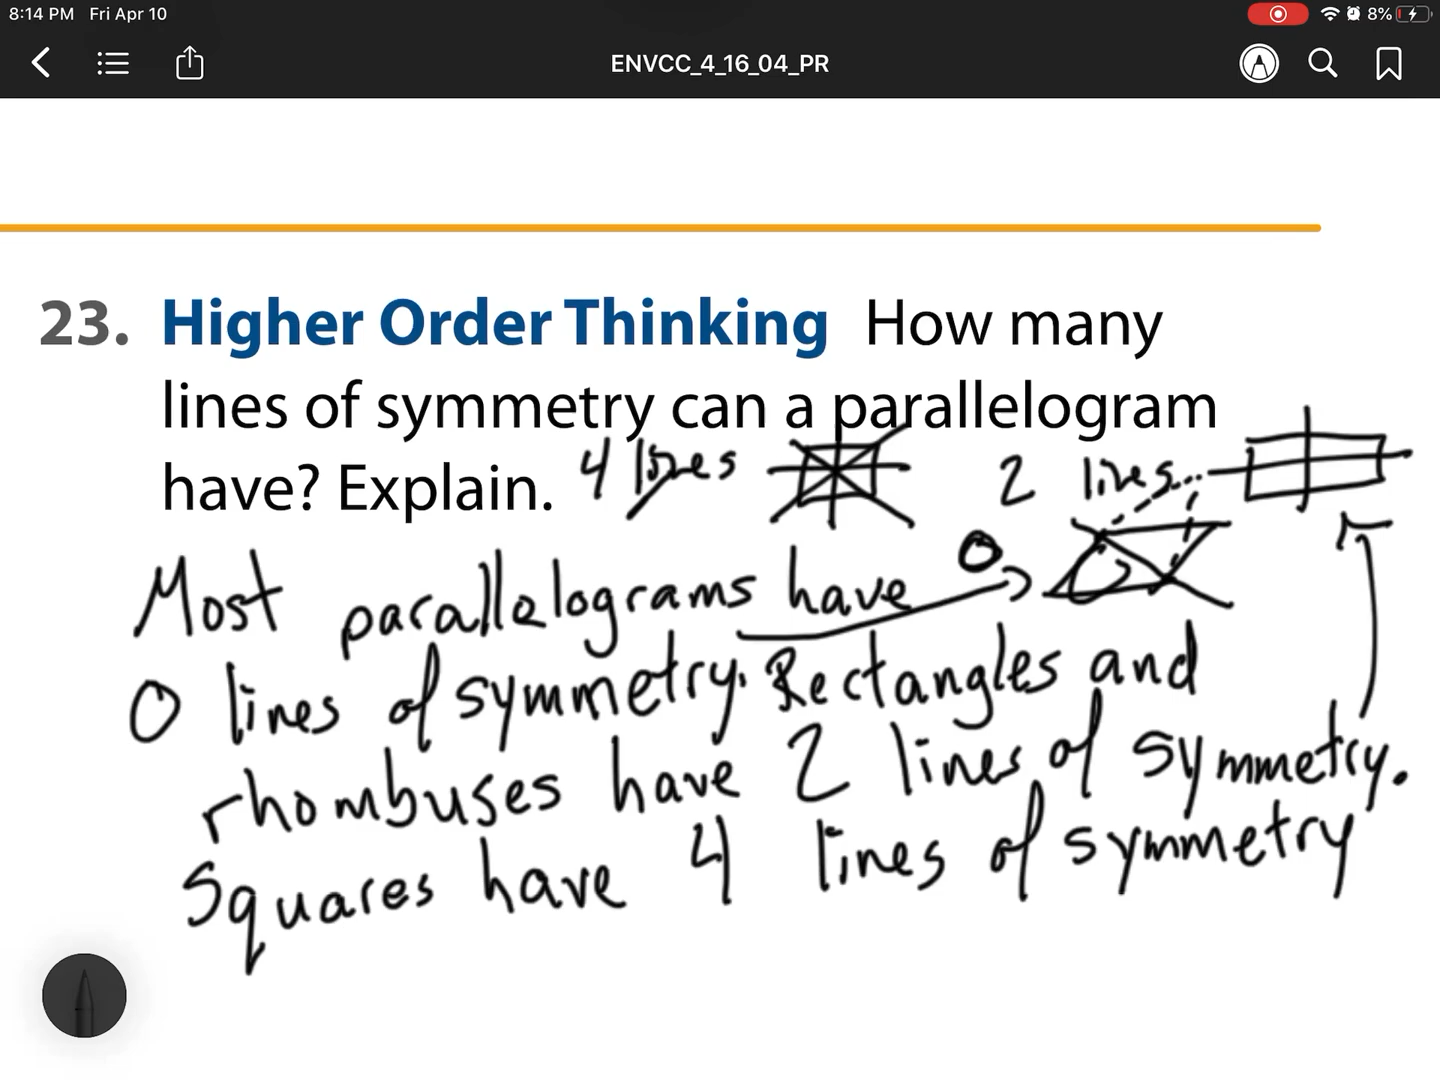 8:14 PM Fri Apr 10 8%
ENVCC_4_16_04_PR
23. Higher Order Thinking How many
lines of symmetry can a parallelogram
have? Explain. 4 lines 2 lines
Most parallelograms have 0
0 lines of symmetry. Rectangles and
rhombuses have 2 lines of symmetry.
Squares have 4 lines of symmetry